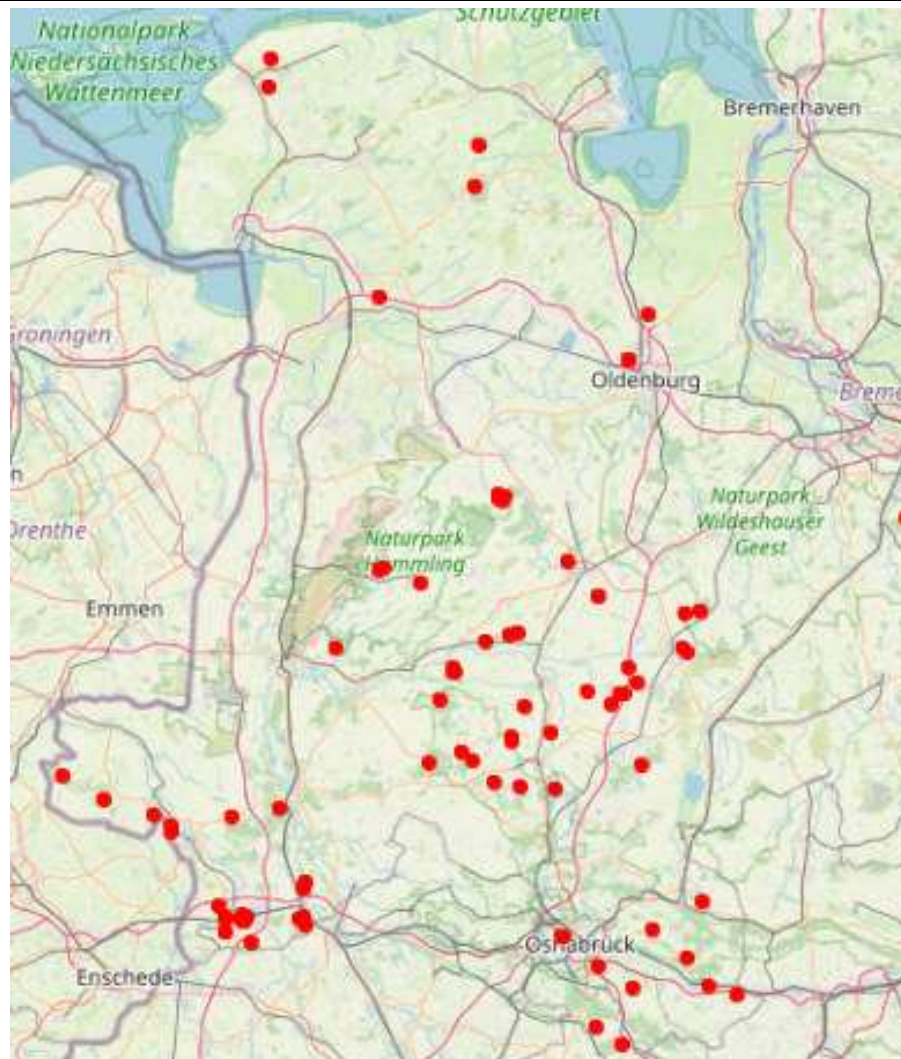 Schutzgebiet
Nationalpark
Niedersächsisches
Wattenmeer
Bremerhaven
Groningen
Oldenburg
Breme
n
Naturpark
Wildeshauser
Geest
Drenthe
Naturpark
Hümmling
Emmen
Osnabrück
Enschede